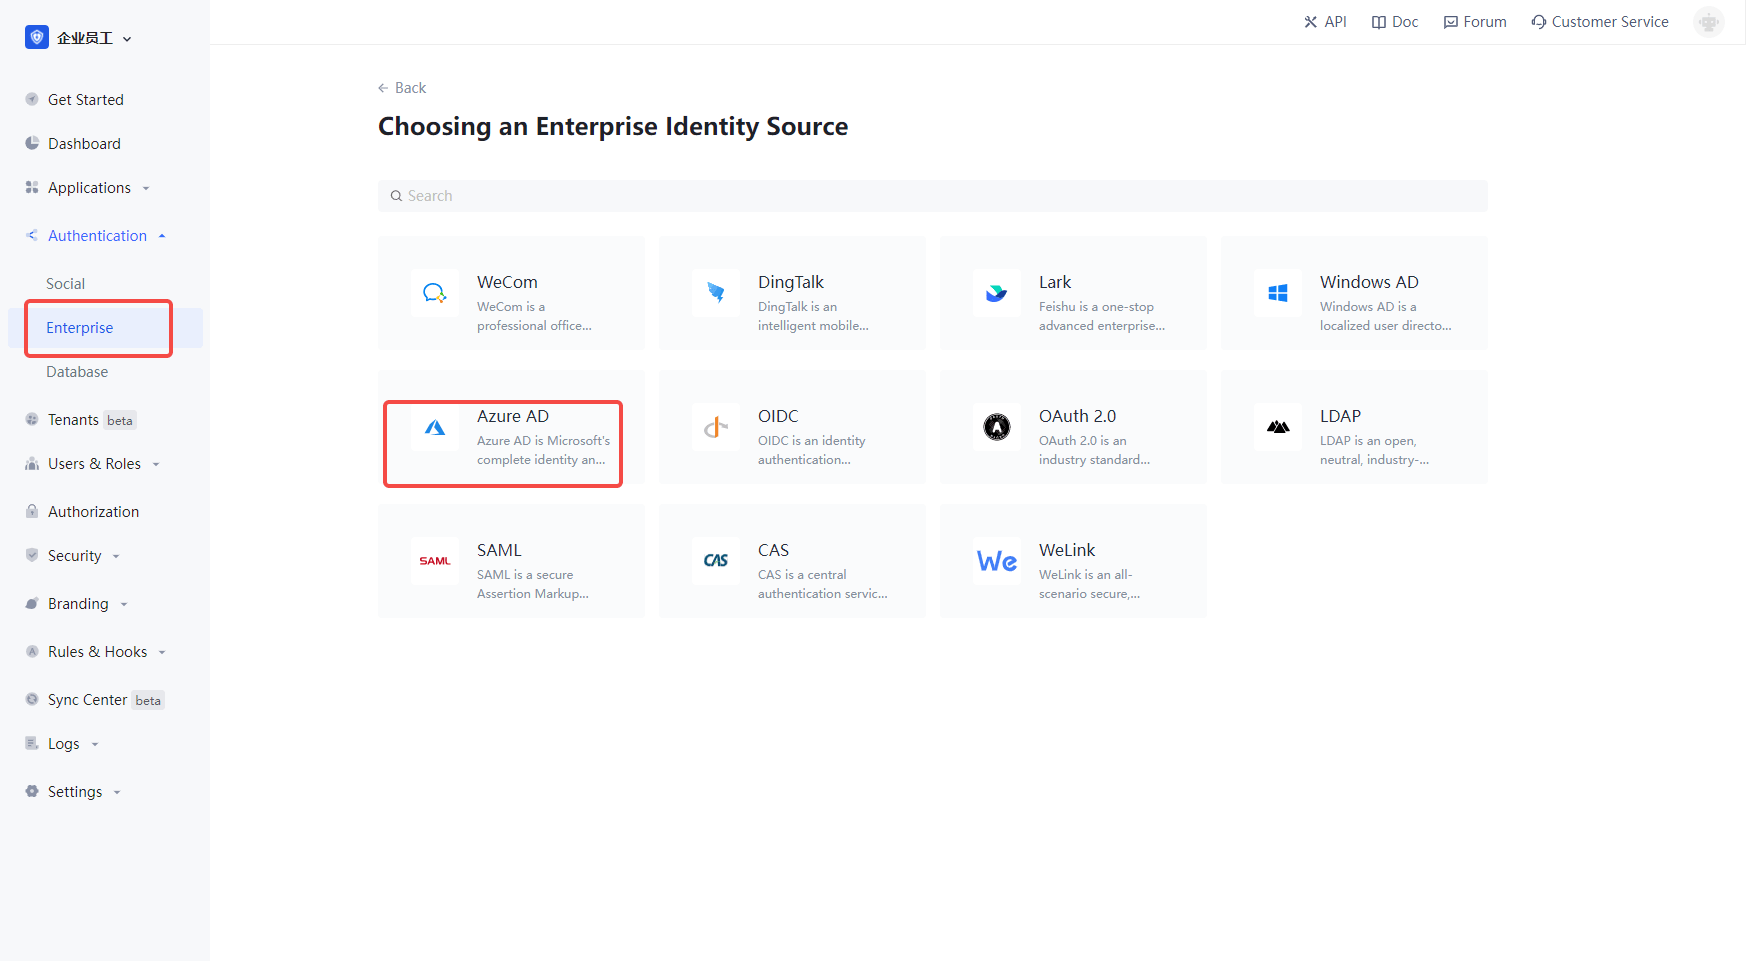 企业员工
API
Doc
Forum
Customer Service
Get Started
Dashboard
Applications
Authentication
Social
Enterprise
Database
Tenants beta
Users & Roles
Authorization
Security
Branding
Rules & Hooks
Sync Center beta
Logs
Settings
Back
Choosing an Enterprise Identity Source
Search
WeCom
WeCom is a
professional office...
DingTalk
DingTalk is an
intelligent mobile...
Lark
Feishu is a one-stop
advanced enterprise...
Windows AD
Windows AD is a
localized user directo...
Azure AD
Azure AD is Microsoft's
complete identity an...
OIDC
OIDC is an identity
authentication...
OAuth 2.0
OAuth 2.0 is an
industry standard...
LDAP
LDAP is an open,
neutral, industry-...
SAML
SAML
SAML is a secure
Assertion Markup...
CAS
CAS
CAS is a central
authentication servic...
We
WeLink
WeLink is an all-
scenario secure,...